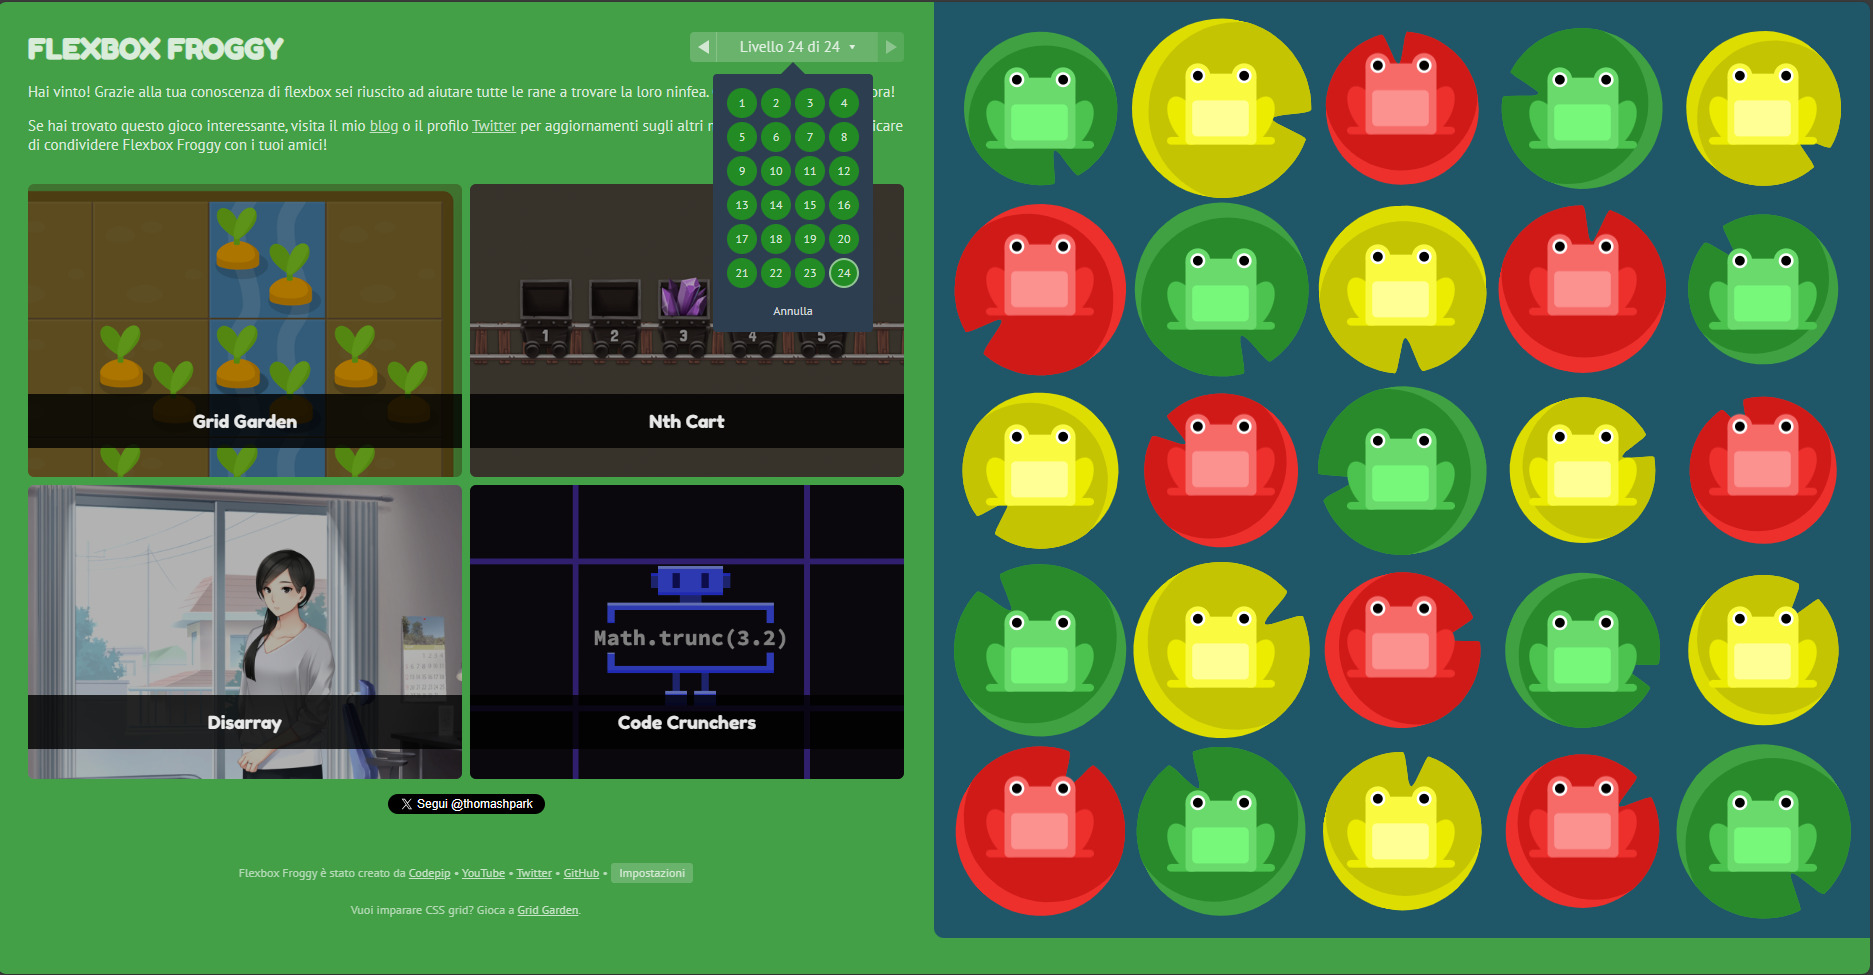 FLEXBOX FROGGY
Livello 24 di 24
Hai vinto! Grazie alla tua conoscenza di flexbox sei riuscito ad aiutare tutte le rane a trovare la loro ninfea. ora!
Se hai trovato questo gioco interessante, visita il mio blog o il profilo Twitter per aggiornamenti sugli altri icare
di condividere Flexbox Froggy con i tuoi amici!
1 2 3 4
5 6 7 8
9 10 11 12
13 14 15 16
17 18 19 20
21 22 23 24
Annulla
1 2 3 4 5
Grid Garden
Nth Cart
Math.trunc(3.2)
Disarray
Code Crunchers
Segui @thomashpark
Flexbox Froggy è stato creato da Codepip • YouTube • Twitter • GitHub • Impostazioni
Vuoi imparare CSS grid? Gioca a Grid Garden.